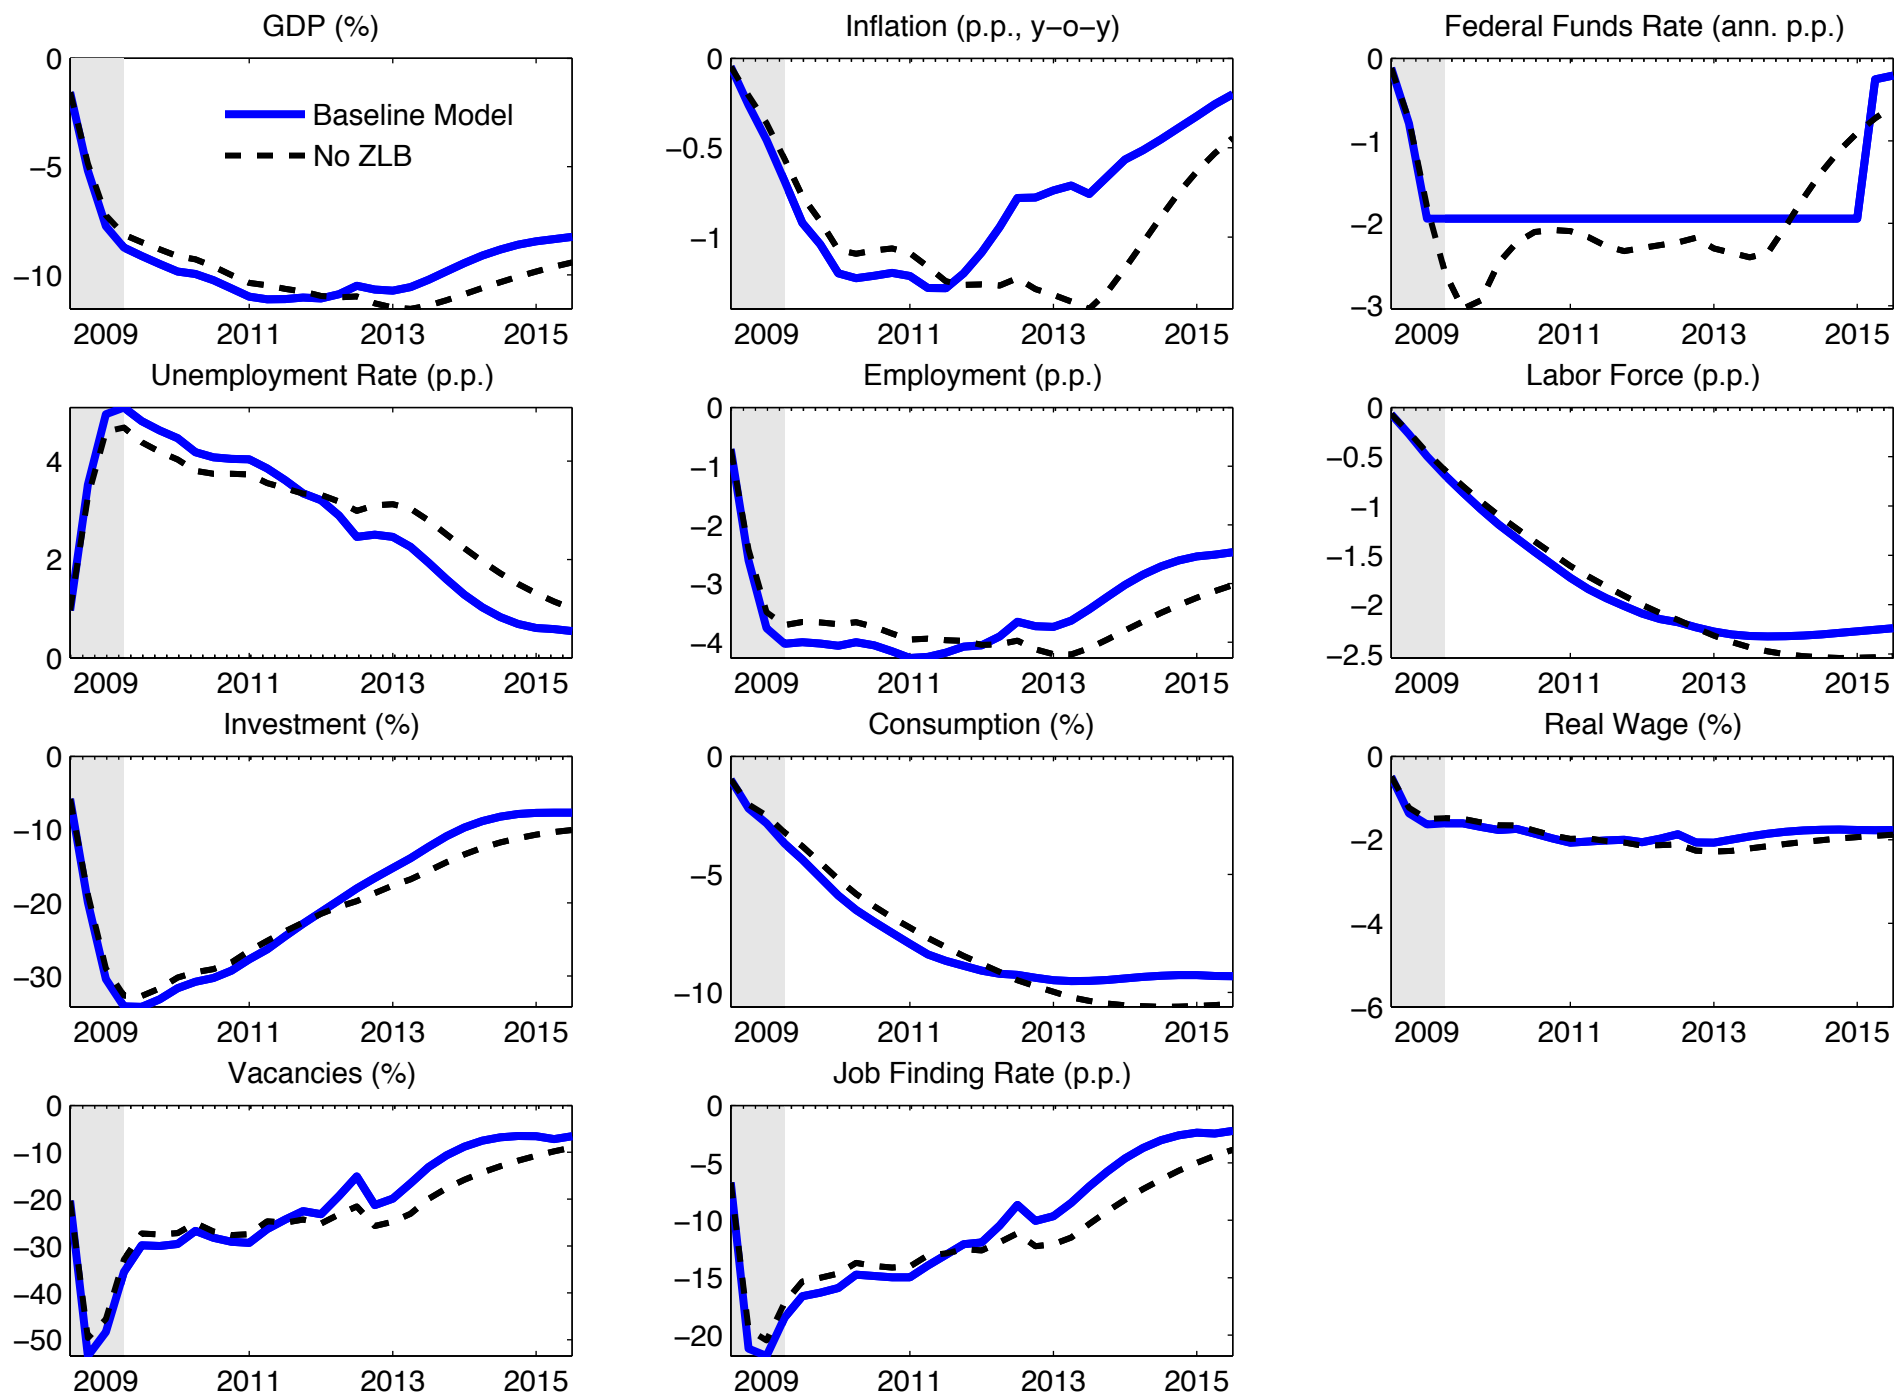 GDP (%)
0
−5
−10
2009 2011 2013 2015
Baseline Model
No ZLB
Inflation (p.p., y−o−y)
0
−0.5
−1
2009 2011 2013 2015
Federal Funds Rate (ann. p.p.)
0
−1
−2
−3
2009 2011 2013 2015
Unemployment Rate (p.p.)
4
2
0
2009 2011 2013 2015
Employment (p.p.)
0
−1
−2
−3
−4
2009 2011 2013 2015
Labor Force (p.p.)
0
−0.5
−1
−1.5
−2
−2.5
2009 2011 2013 2015
Investment (%)
0
−10
−20
−30
2009 2011 2013 2015
Consumption (%)
0
−5
−10
2009 2011 2013 2015
Real Wage (%)
0
−2
−4
−6
2009 2011 2013 2015
Vacancies (%)
0
−10
−20
−30
−40
−50
2009 2011 2013 2015
Job Finding Rate (p.p.)
0
−5
−10
−15
−20
2009 2011 2013 2015